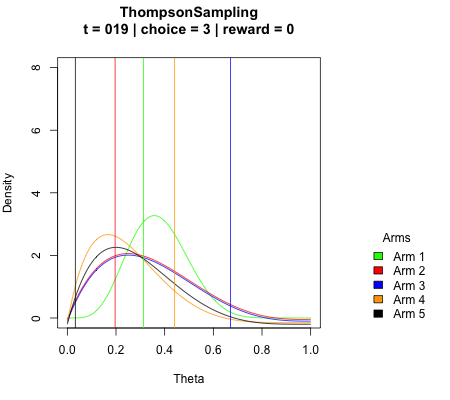 ThompsonSampling
t = 019 | choice = 3 | reward = 0
Density
8
6
4
2
0
0.0 0.2 0.4 0.6 0.8 1.0
Theta
Arms
Arm 1
Arm 2
Arm 3
Arm 4
Arm 5